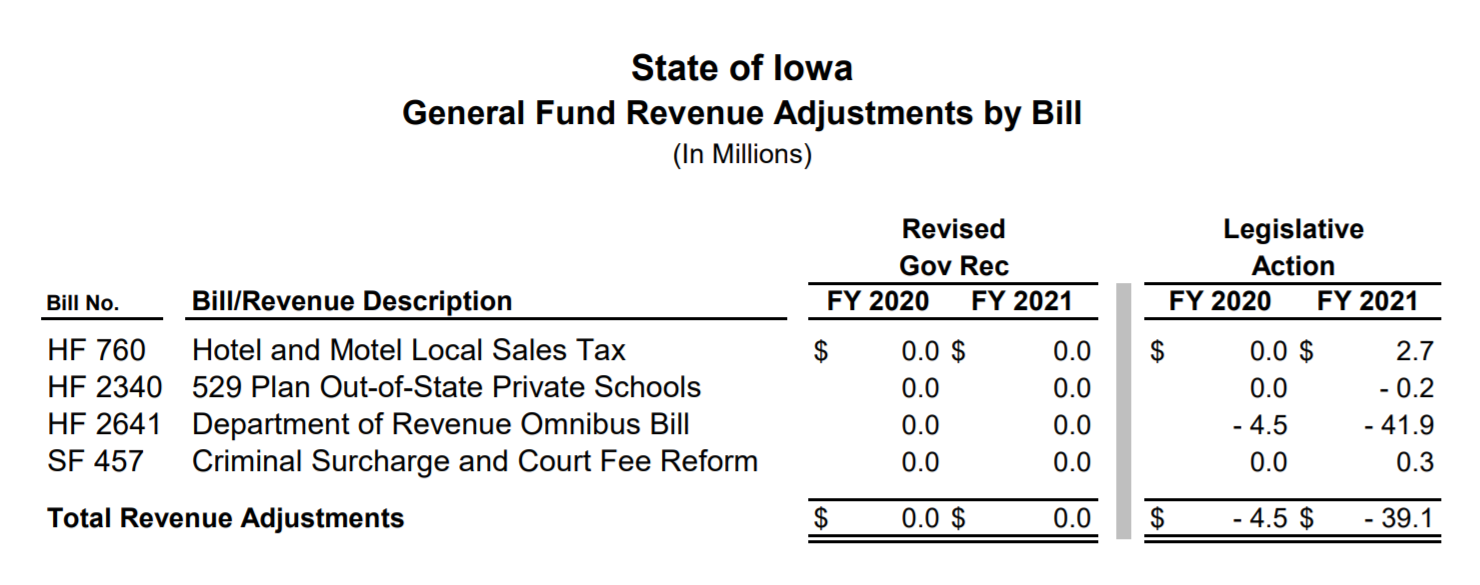 State of Iowa
General Fund Revenue Adjustments by Bill
(In Millions)
Revised Legislative
Gov Rec Action
Bill No. Bill/Revenue Description FY 2020 FY 2021 FY 2020 FY 2021
HF 760 Hotel and Motel Local Sales Tax $ 0.0 $ 0.0 $ 0.0 $ 2.7
HF 2340 529 Plan Out-of-State Private Schools 0.0 0.0 0.0 - 0.2
HF 2641 Department of Revenue Omnibus Bill 0.0 0.0 - 4.5 - 41.9
SF 457 Criminal Surcharge and Court Fee Reform 0.0 0.0 0.0 0.3
Total Revenue Adjustments $ 0.0 $ 0.0 $ - 4.5 $ - 39.1